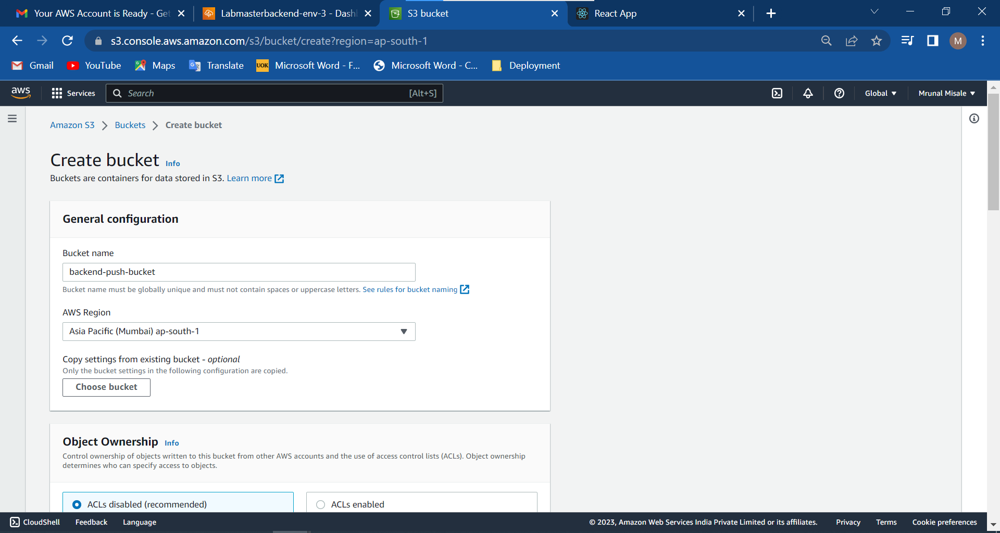 Your AWS Account is Ready - Get
Labmasterbackend-env-3 - Dash
S3 bucket
React App
s3.console.aws.amazon.com/s3/bucket/create?region=ap-south-1
M
Gmail
YouTube
Maps
Translate
UOK
Microsoft Word - F...
Microsoft Word - C...
Deployment
aws
Services
Search
[Alt+S]
Global
Mrunal Misale
Amazon S3
Buckets
Create bucket
Create bucket Info
Buckets are containers for data stored in S3. Learn more
General configuration
Bucket name
backend-push-bucket
Bucket name must be globally unique and must not contain spaces or uppercase letters. See rules for bucket naming
AWS Region
Asia Pacific (Mumbai) ap-south-1
Copy settings from existing bucket - optional
Only the bucket settings in the following configuration are copied.
Choose bucket
Object Ownership Info
Control ownership of objects written to this bucket from other AWS accounts and the use of access control lists (ACLs). Object ownership
determines who can specify access to objects.
ACLs disabled (recommended)
ACLs enabled
CloudShell
Feedback
Language
© 2023, Amazon Web Services India Private Limited or its affiliates.
Privacy
Terms
Cookie preferences